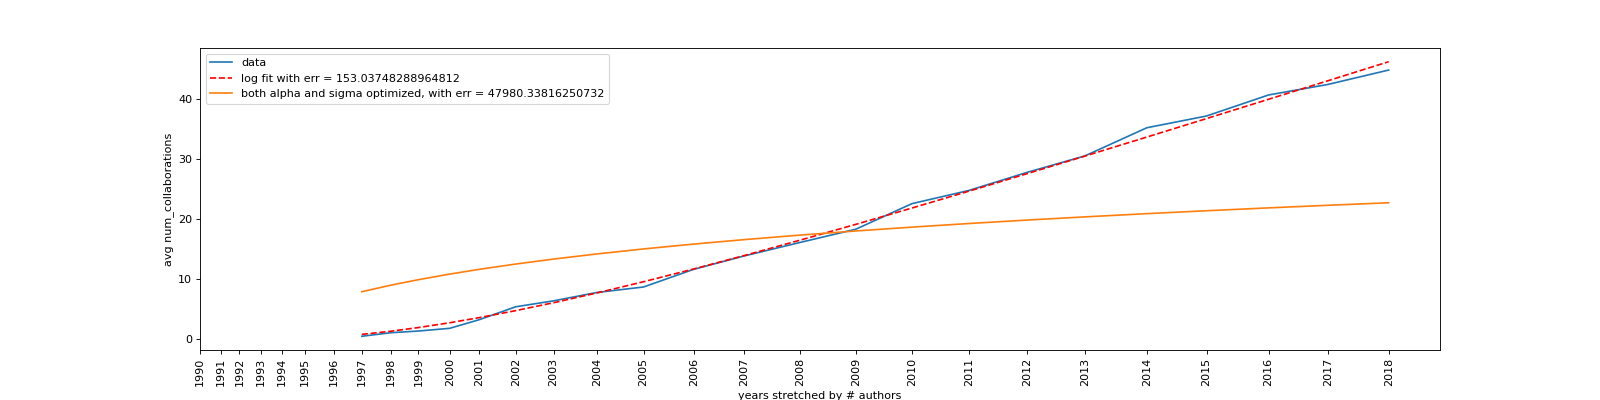 data
log fit with err = 153.03748288964812
both alpha and sigma optimized, with err = 47980.33816250732
avg num_collaborations
40
30
20
10
0
1990 1991 1992 1993 1994 1995 1996 1997 1998 1999 2000 2001 2002 2003 2004 2005 2006 2007 2008 2009 2010 2011 2012 2013 2014 2015 2016 2017 2018
years stretched by # authors